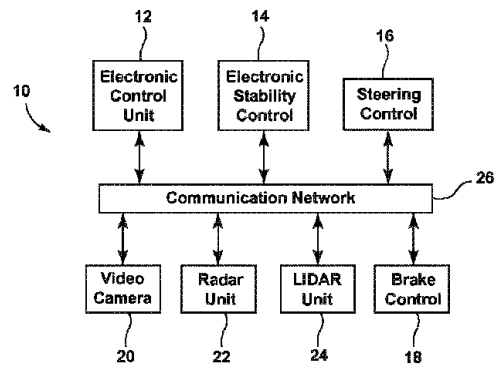 12
14
16
10
Electronic
Control
Unit
Electronic
Stability
Control
Steering
Control
26
Communication Network
Video
Camera
Radar
Unit
LIDAR
Unit
Brake
Control
20
22
24
18